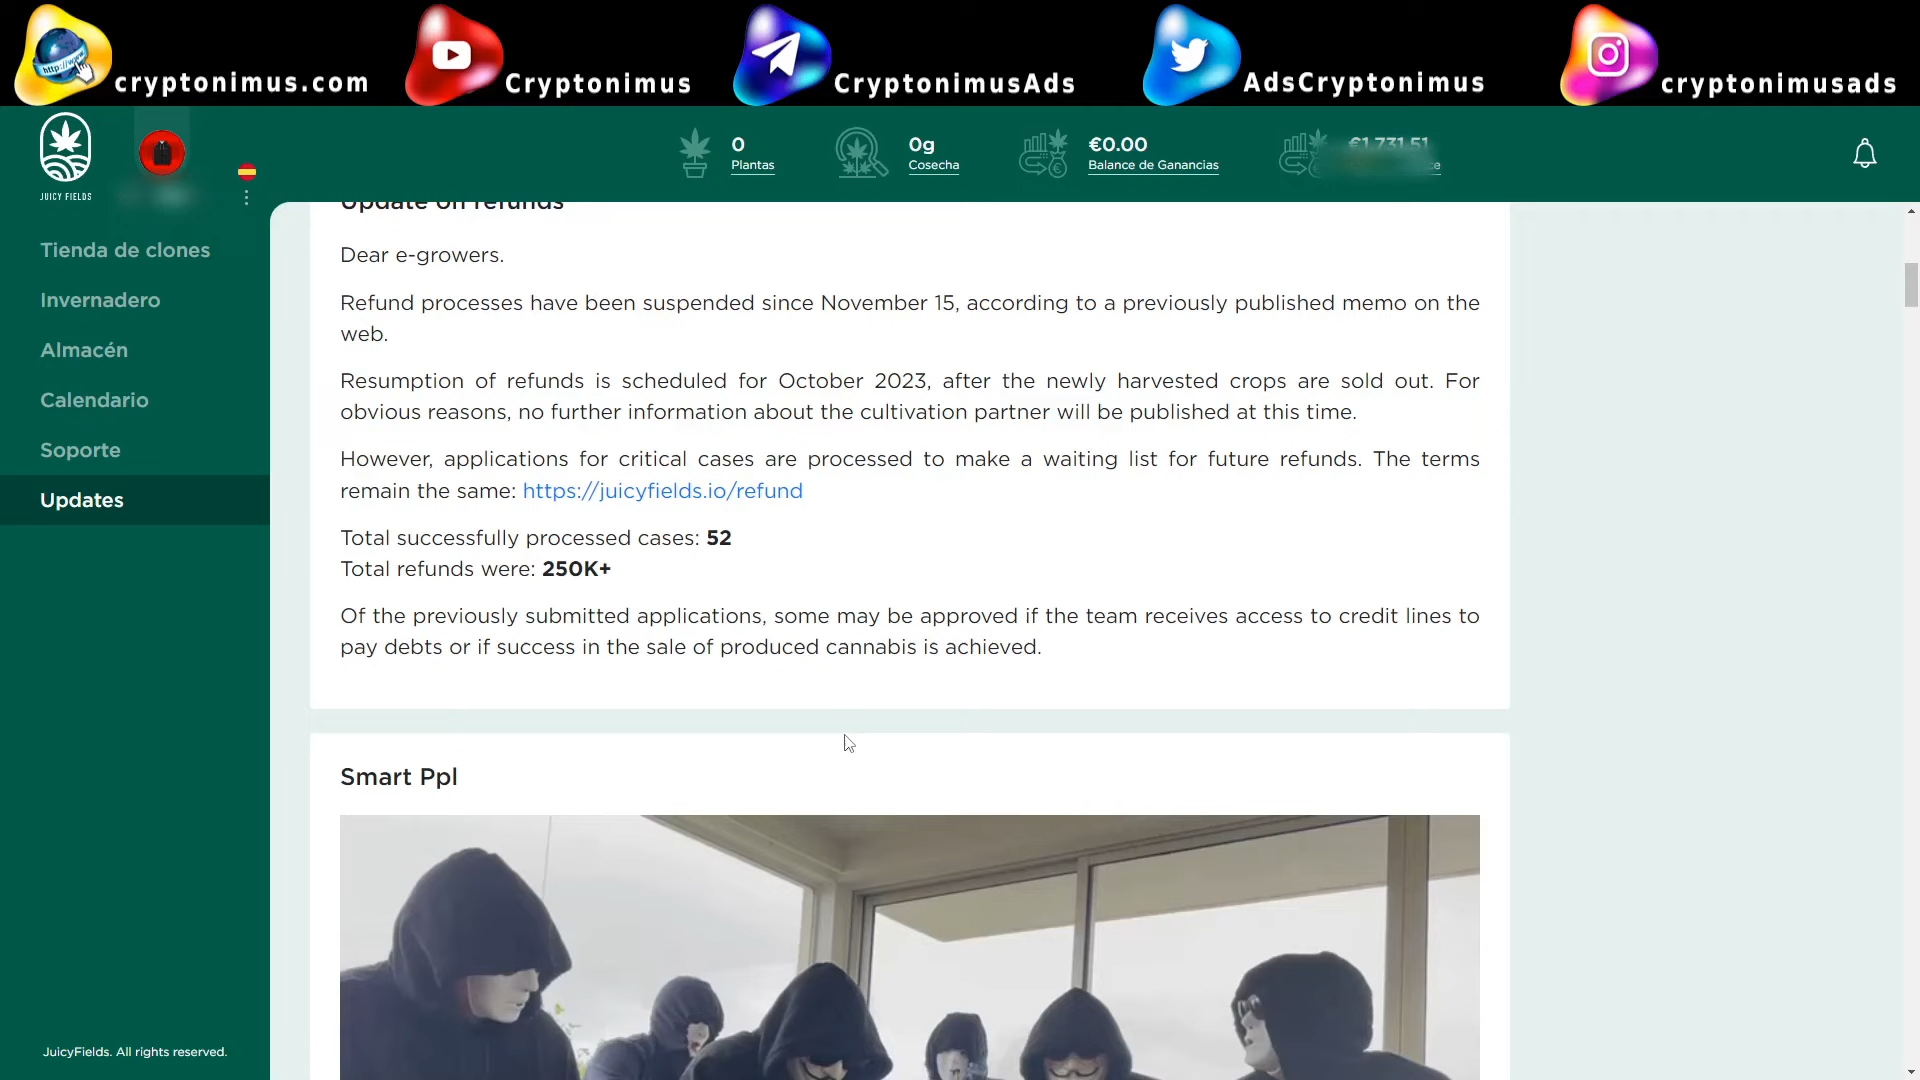 cryptonimus.com
Cryptonimus
CryptonimusAds
AdsCryptonimus
cryptonimusads
http://www
JUICY FIELDS
0
Plantas
0g
Cosecha
€0.00
Balance de Ganancias
€1,731.51
Tienda de clones
Invernadero
Almacén
Calendario
Soporte
Updates
JuicyFields. All rights reserved.
Update on refunds
Dear e-growers.
Refund processes have been suspended since November 15, according to a previously published memo on the
web.
Resumption of refunds is scheduled for October 2023, after the newly harvested crops are sold out. For
obvious reasons, no further information about the cultivation partner will be published at this time.
However, applications for critical cases are processed to make a waiting list for future refunds. The terms
remain the same: https://juicyfields.io/refund
Total successfully processed cases: 52
Total refunds were: 250K+
Of the previously submitted applications, some may be approved if the team receives access to credit lines to
pay debts or if success in the sale of produced cannabis is achieved.
Smart Ppl